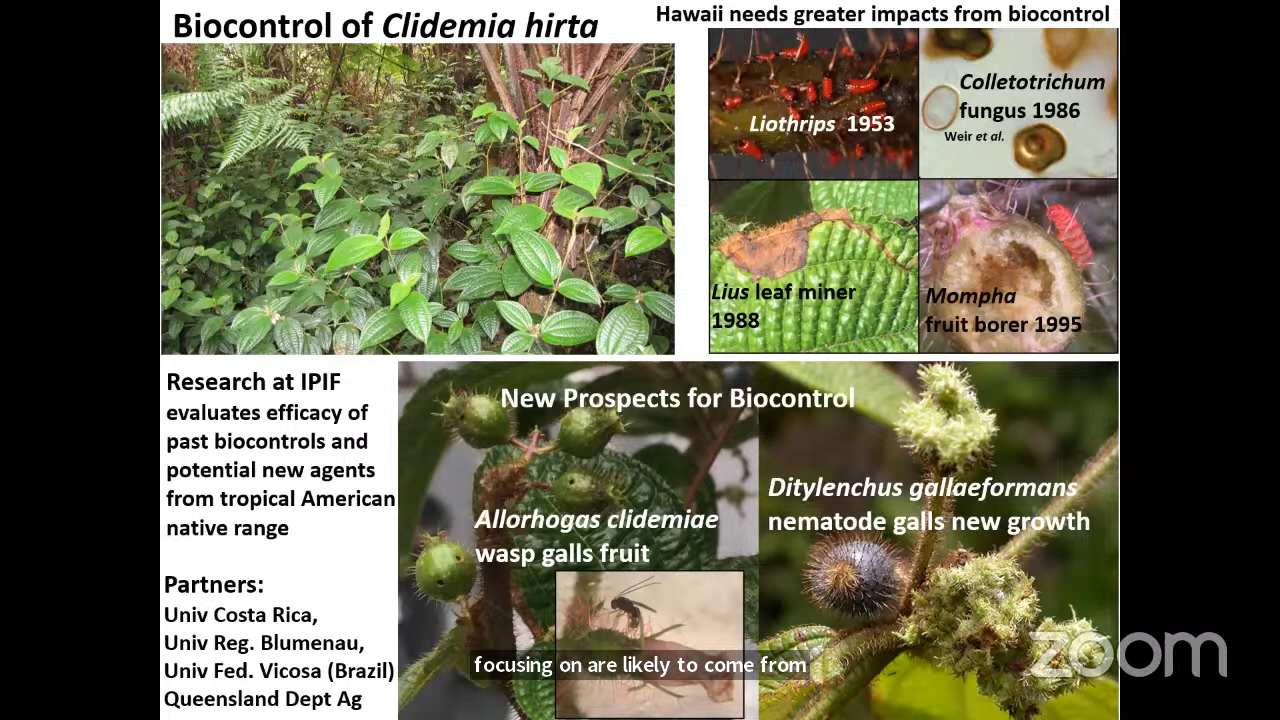 Biocontrol of Clidemia hirta
Hawaii needs greater impacts from biocontrol
Liothrips 1953
Colletotrichum
fungus 1986
Weir et al.
Lius leaf miner
1988
Mompha
fruit borer 1995
Research at IPIF
evaluates efficacy of
past biocontrols and
potential new agents
from tropical American
native range
Partners:
Univ Costa Rica,
Univ Reg. Blumenau,
Univ Fed. Vicosa (Brazil)
Queensland Dept Ag
New Prospects for Biocontrol
Allorhogas clidemiae
wasp galls fruit
Ditylenchus gallaeformans
nematode galls new growth
focusing on are likely to come from
zoom